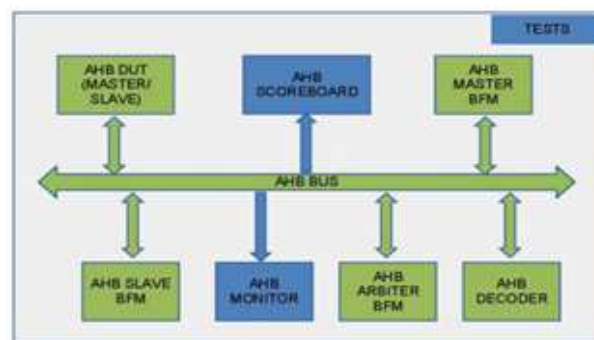 TESTS
AHB DUT
(MASTER/
SLAVE)
AHB
SCOREBOARD
AHB
MASTER
BFM
AHB BUS
AHB SLAVE
BFM
AHB
MONITOR
AHB
ARBITER
BFM
AHB
DECODER